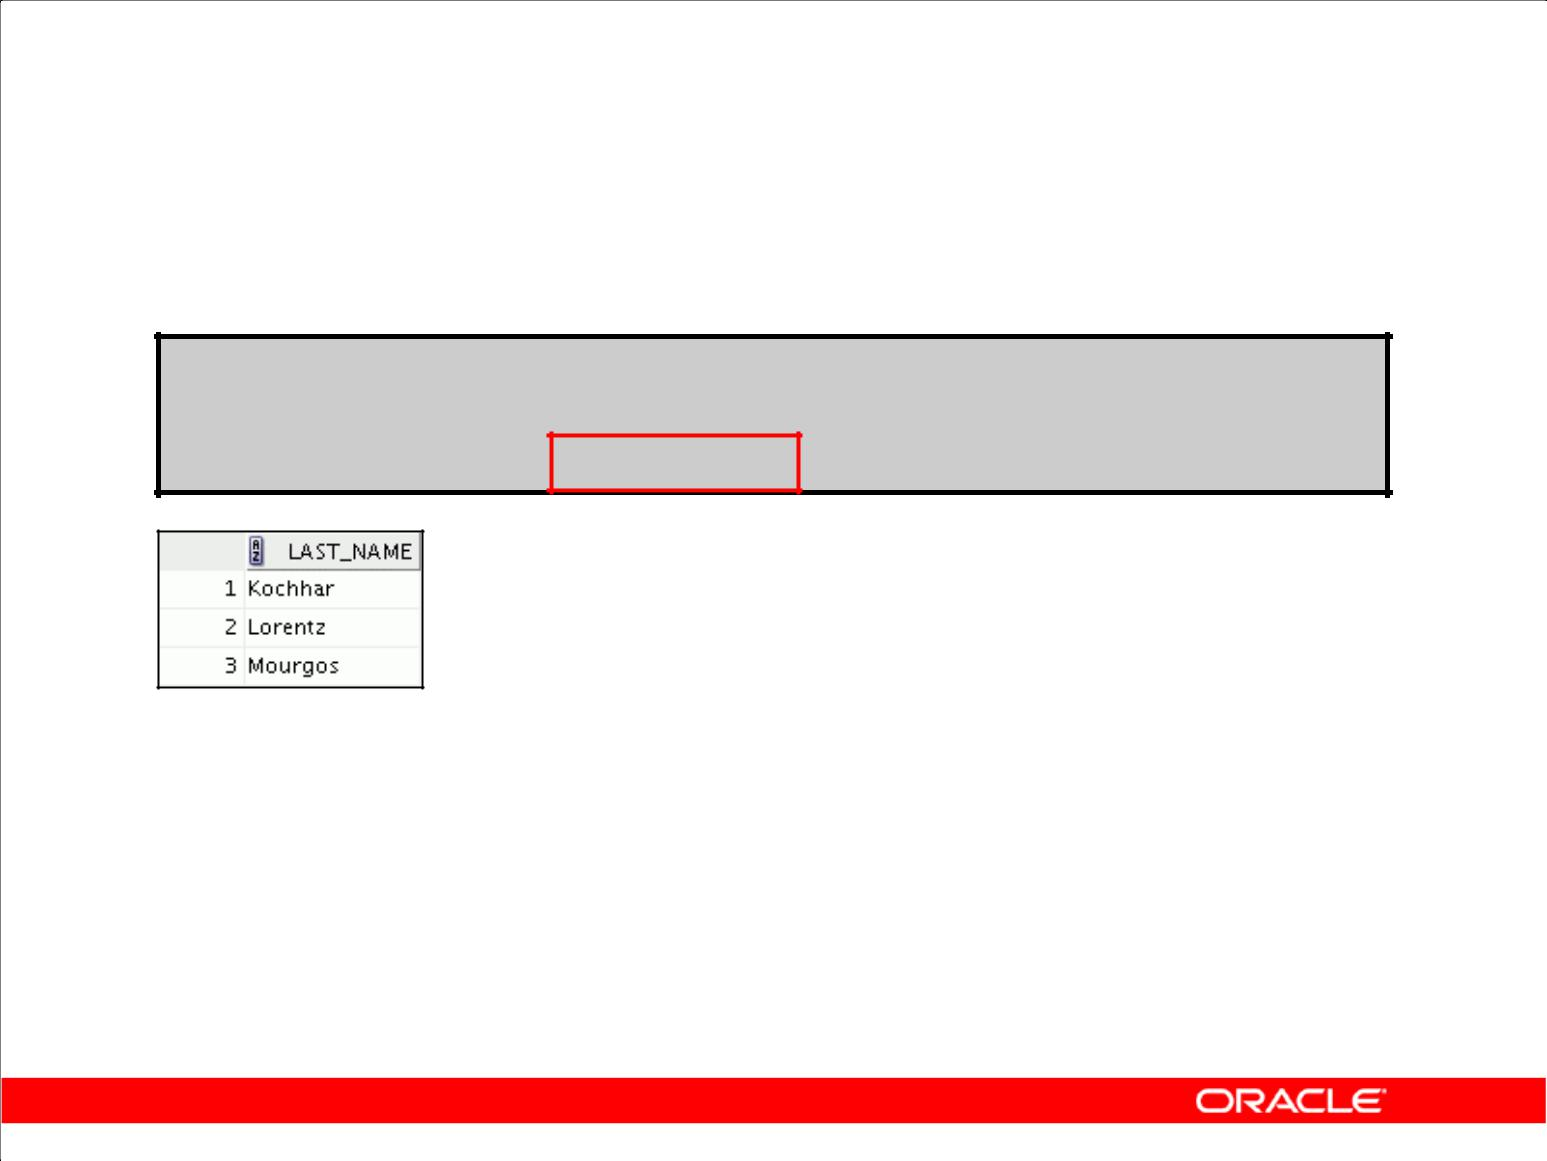 LAST_NAME
1 Kochhar
2 Lorentz
3 Mourgos
ORACLE